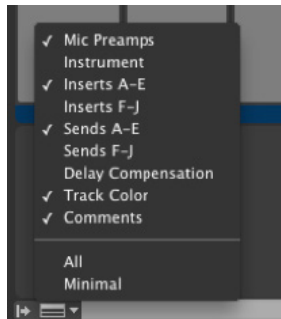 ✓ Mic Preamps
Instrument
✓ Inserts A–E
Inserts F–J
✓ Sends A–E
Sends F–J
Delay Compensation
✓ Track Color
✓ Comments
All
Minimal